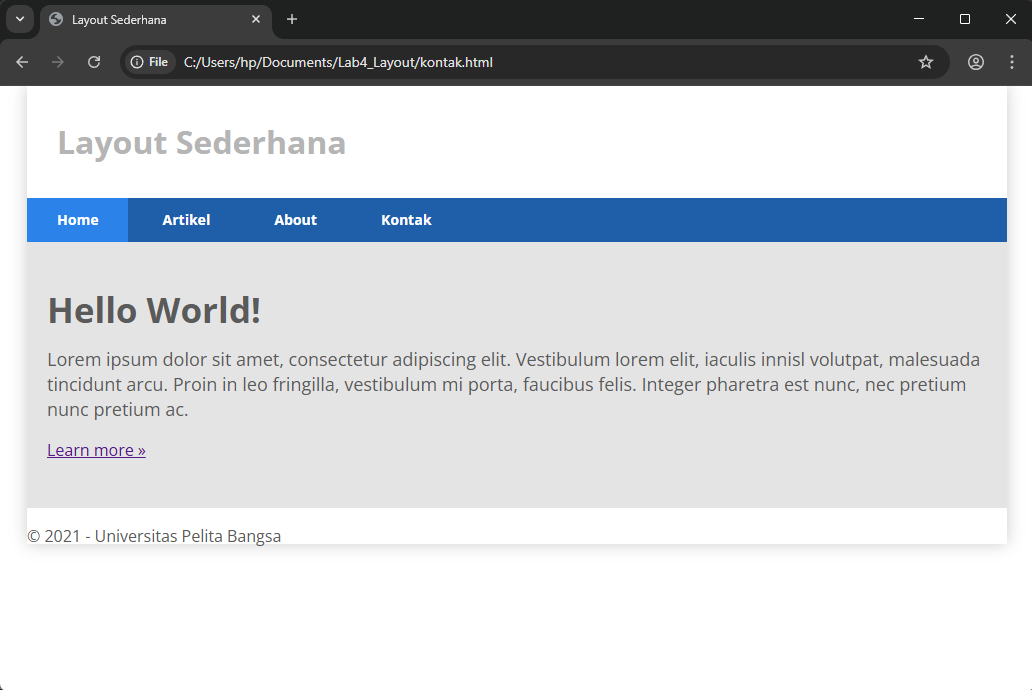 Layout Sederhana
File C:/Users/hp/Documents/Lab4_Layout/kontak.html
Layout Sederhana
Home Artikel About Kontak
Hello World!
Lorem ipsum dolor sit amet, consectetur adipiscing elit. Vestibulum lorem elit, iaculis innisl volutpat, malesuada
tincidunt arcu. Proin in leo fringilla, vestibulum mi porta, faucibus felis. Integer pharetra est nunc, nec pretium
nunc pretium ac.
Learn more »
© 2021 - Universitas Pelita Bangsa